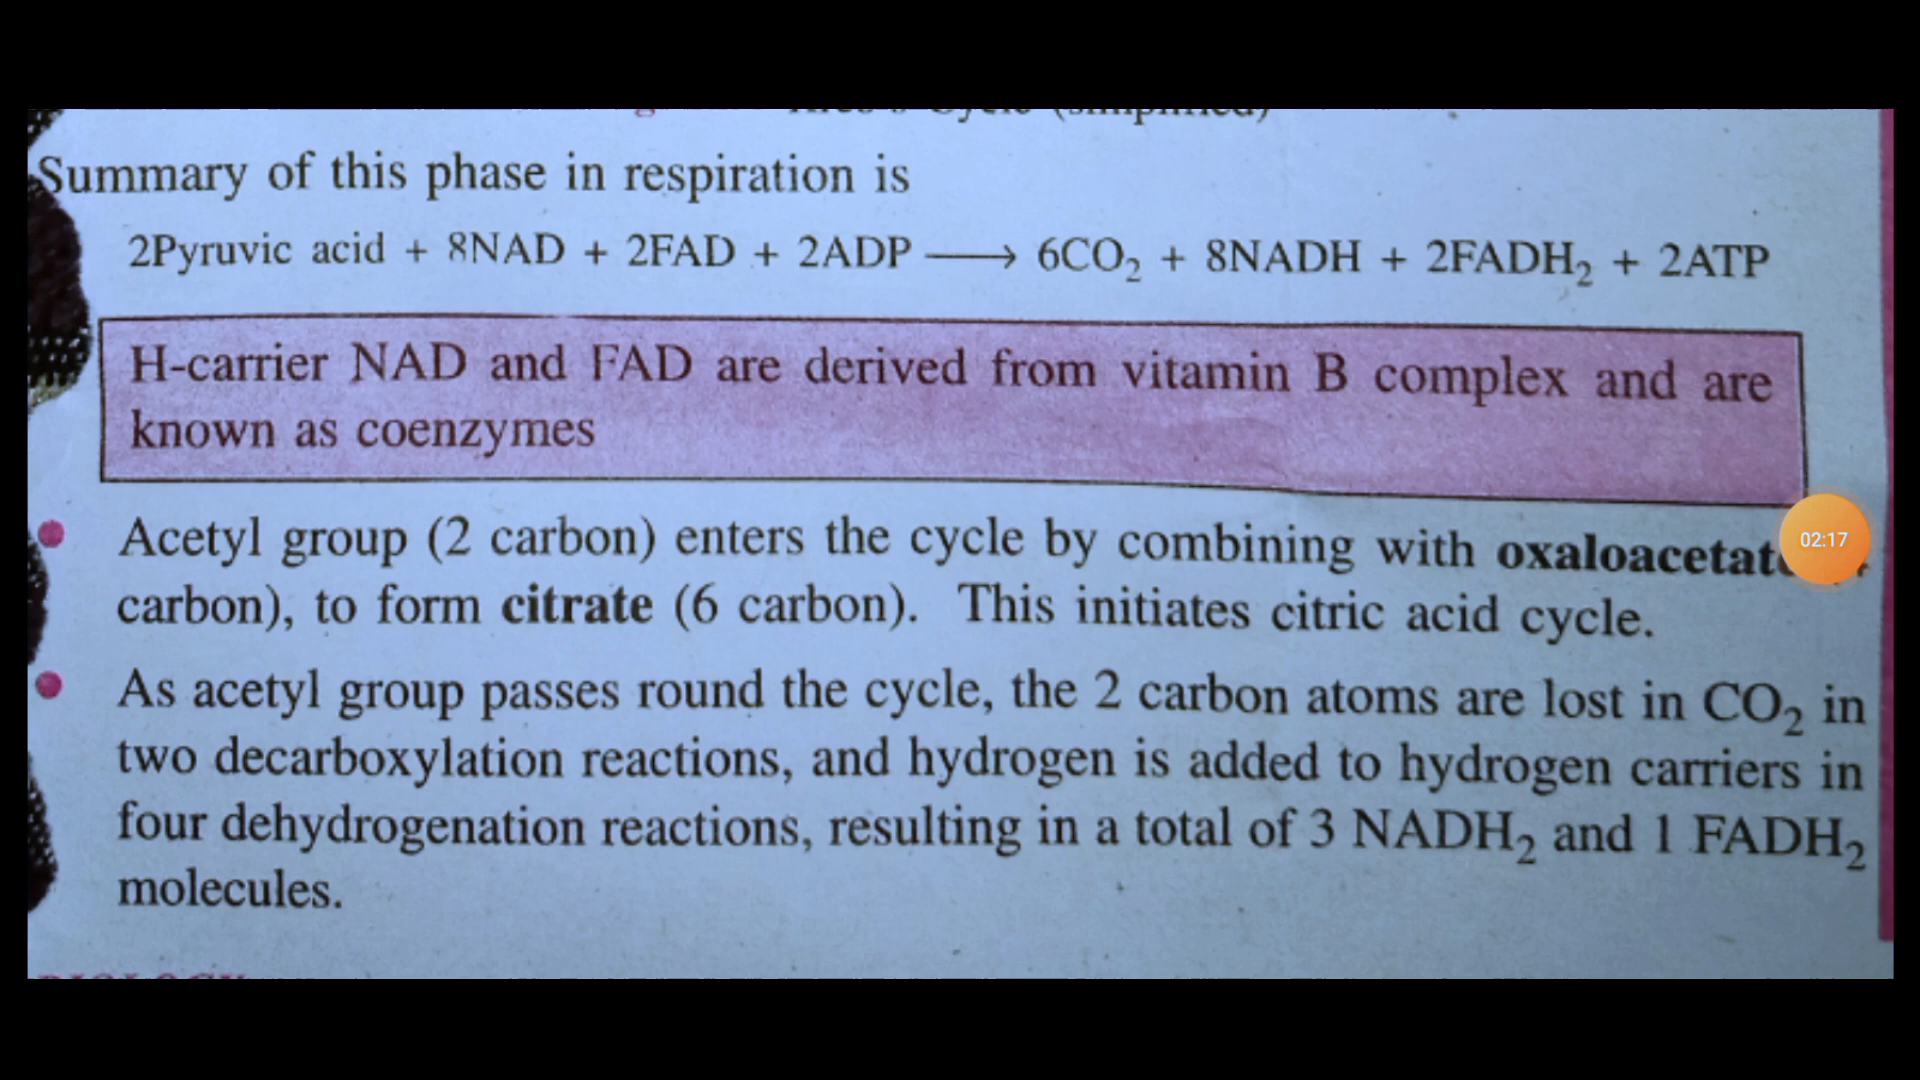 Cycle (simplified)
Summary of this phase in respiration is
2Pyruvic acid + 8NAD + 2FAD + 2ADP ⟶ 6CO₂ + 8NADH + 2FADH₂ + 2ATP
H-carrier NAD and FAD are derived from vitamin B complex and are
known as coenzymes
• Acetyl group (2 carbon) enters the cycle by combining with
carbon), to form citrate (6 carbon). This initiates citric acid cycle.
• As acetyl group passes round the cycle, the 2 carbon atoms are lost in CO₂ in
two decarboxylation reactions, and hydrogen is added to hydrogen carriers in
four dehydrogenation reactions, resulting in a total of 3 NADH₂ and 1 FADH₂
molecules.
02:17